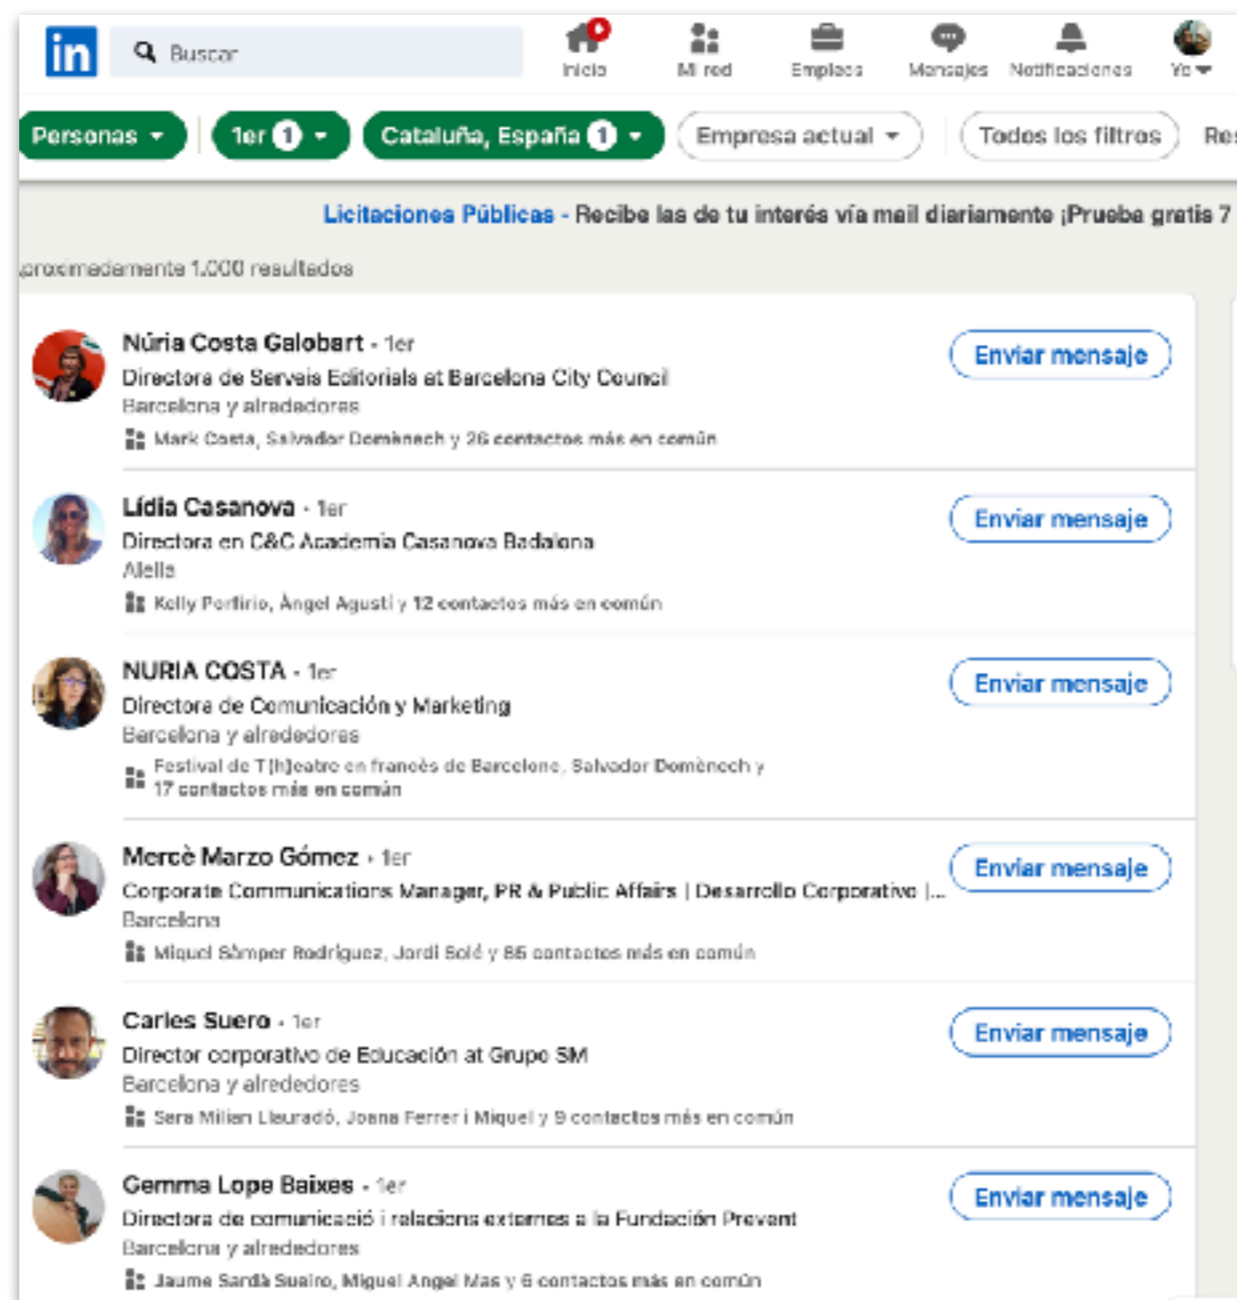 in Buscar Inicio Mi red Empleos Mensajes Notificaciones Yo
Personas 1er 1 Cataluña, España 1 Empresa actual Todos los filtros Res
Licitaciones Públicas - Recibe las de tu interés vía mail diariamente ¡Prueba gratis 7
proximadamente 1.000 resultados
Núria Costa Galobart • 1er
Enviar mensaje
Directora de Serveis Editorials at Barcelona City Council
Barcelona y alrededores
Mark Costa, Salvador Domènech y 26 contactos más en común
Lídia Casanova • 1er
Enviar mensaje
Directora en C&C Academia Casanova Badalona
Alella
Kelly Porfirio, Àngel Agustí y 12 contactos más en común
NURIA COSTA • 1er
Enviar mensaje
Directora de Comunicación y Marketing
Barcelona y alrededores
Festival de T(h)eatre en francès de Barcelone, Salvador Domènech y
17 contactos más en común
Mercè Marzo Gómez • 1er
Enviar mensaje
Corporate Communications Manager, PR & Public Affairs | Desarrollo Corporativo |...
Barcelona
Miquel Sàmper Rodríguez, Jordi Solé y 85 contactos más en común
Carles Suero • 1er
Enviar mensaje
Director corporativo de Educación at Grupo SM
Barcelona y alrededores
Sara Milian Llauradó, Joana Ferrer i Miquel y 9 contactos más en común
Gemma Lope Baixes • 1er
Enviar mensaje
Directora de comunicació i relacions externes a la Fundación Prevent
Barcelona y alrededores
Jaume Sardà Sueiro, Miguel Angel Mas y 6 contactos más en común